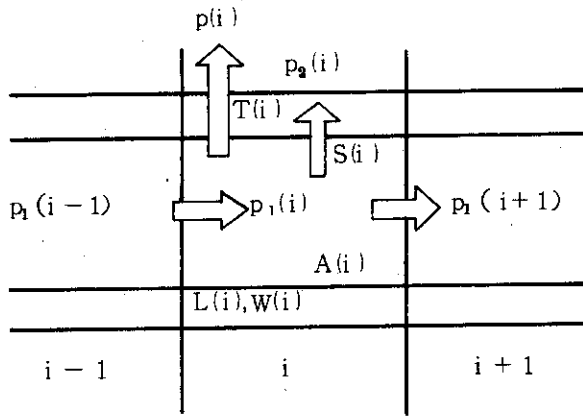 p(i)
p₂(i)
T(i)
S(i)
p₁(i−1)
p₁(i)
p₁(i+1)
A(i)
L(i),W(i)
i−1
i
i+1